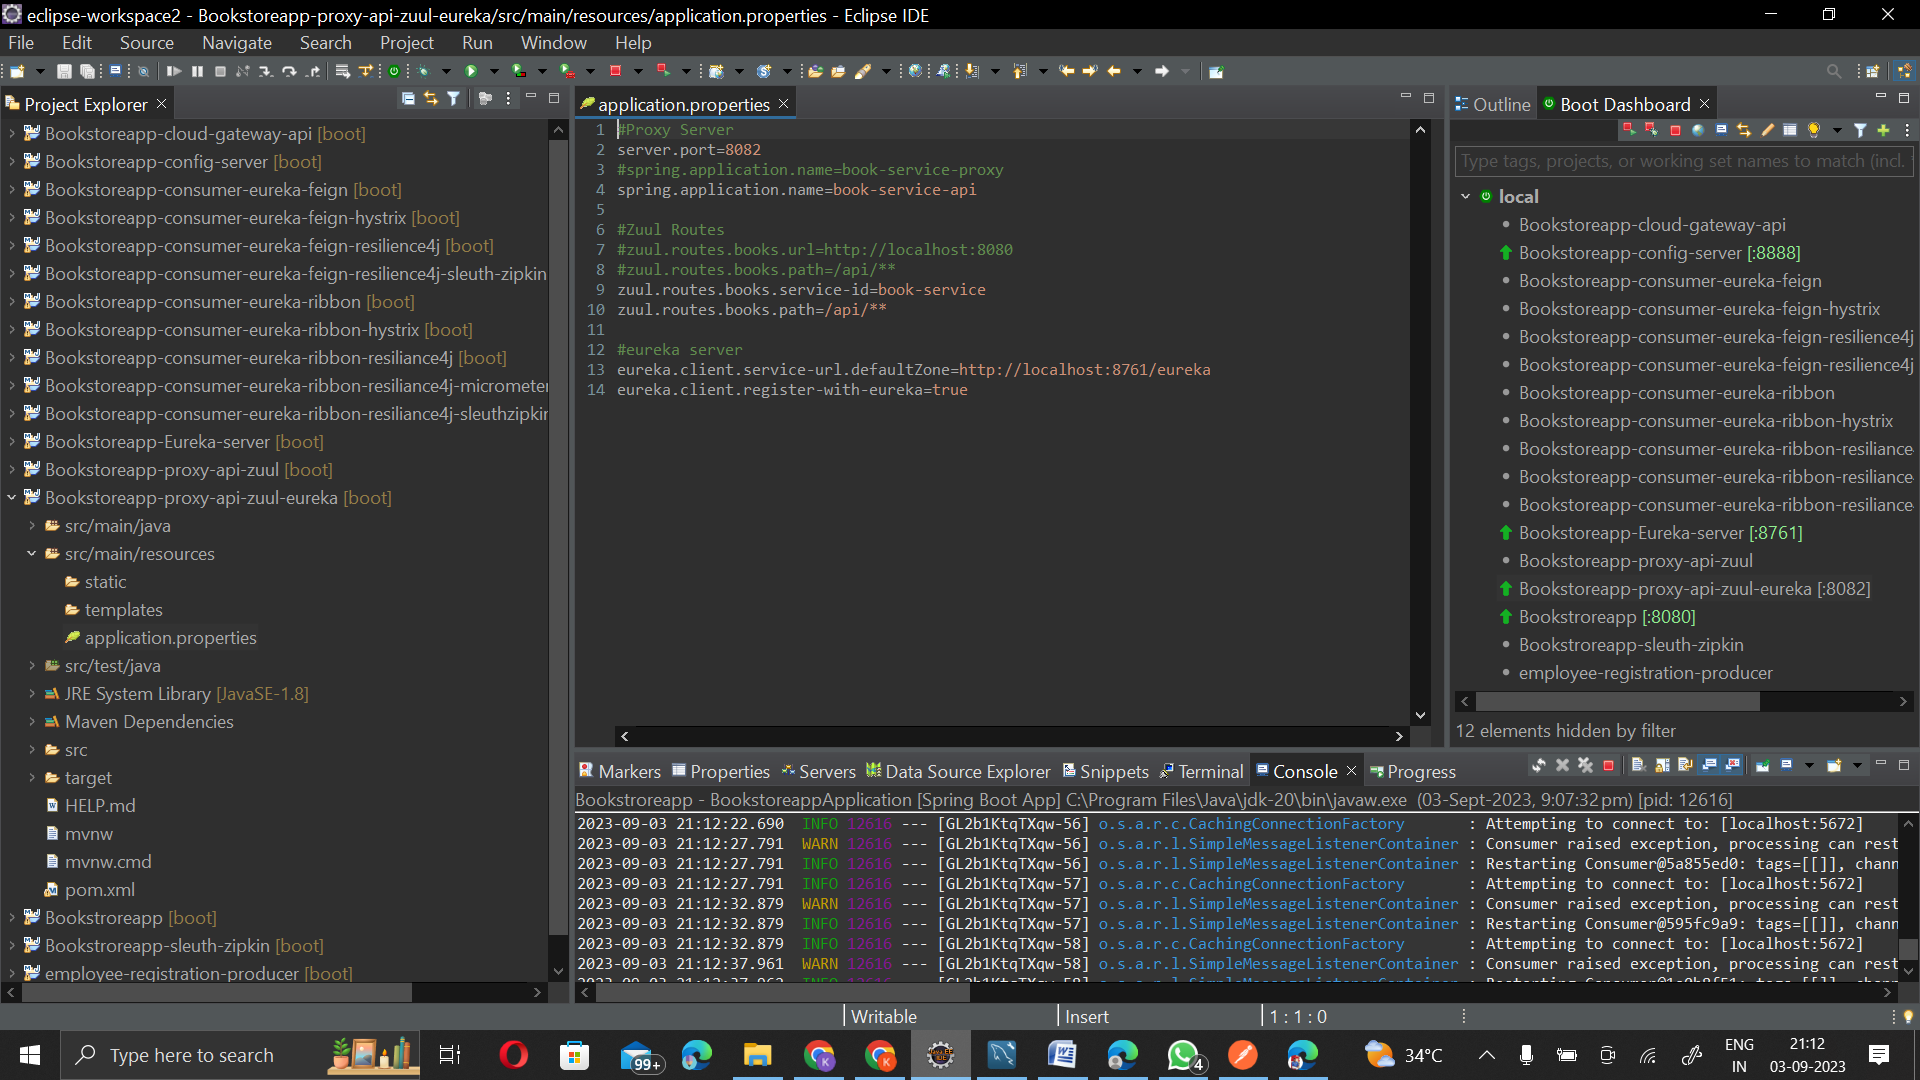 eclipse-workspace2 - Bookstoreapp-proxy-api-zuul-eureka/src/main/resources/application.properties - Eclipse IDE
File Edit Source Navigate Search Project Run Window Help
Project Explorer
Bookstoreapp-cloud-gateway-api [boot]
Bookstoreapp-config-server [boot]
Bookstoreapp-consumer-eureka-feign [boot]
Bookstoreapp-consumer-eureka-feign-hystrix [boot]
Bookstoreapp-consumer-eureka-feign-resilience4j [boot]
Bookstoreapp-consumer-eureka-feign-resilience4j-sleuth-zipkin
Bookstoreapp-consumer-eureka-ribbon [boot]
Bookstoreapp-consumer-eureka-ribbon-hystrix [boot]
Bookstoreapp-consumer-eureka-ribbon-resiliance4j [boot]
Bookstoreapp-consumer-eureka-ribbon-resiliance4j-micrometer
Bookstoreapp-consumer-eureka-ribbon-resiliance4j-sleuthzipkin
Bookstoreapp-Eureka-server [boot]
Bookstoreapp-proxy-api-zuul [boot]
Bookstoreapp-proxy-api-zuul-eureka [boot]
src/main/java
src/main/resources
static
templates
application.properties
src/test/java
JRE System Library [JavaSE-1.8]
Maven Dependencies
src
target
HELP.md
mvnw
mvnw.cmd
pom.xml
Bookstroreapp [boot]
Bookstroreapp-sleuth-zipkin [boot]
employee-registration-producer [boot]
application.properties
1 #Proxy Server
2 server.port=8082
3 #spring.application.name=book-service-proxy
4 spring.application.name=book-service-api
5
6 #Zuul Routes
7 #zuul.routes.books.url=http://localhost:8080
8 #zuul.routes.books.path=/api/**
9 zuul.routes.books.service-id=book-service
10 zuul.routes.books.path=/api/**
11
12 #eureka server
13 eureka.client.service-url.defaultZone=http://localhost:8761/eureka
14 eureka.client.register-with-eureka=true
Outline Boot Dashboard
Type tags, projects, or working set names to match (incl.
local
Bookstoreapp-cloud-gateway-api
Bookstoreapp-config-server [:8888]
Bookstoreapp-consumer-eureka-feign
Bookstoreapp-consumer-eureka-feign-hystrix
Bookstoreapp-consumer-eureka-feign-resilience4j
Bookstoreapp-consumer-eureka-feign-resilience4j
Bookstoreapp-consumer-eureka-ribbon
Bookstoreapp-consumer-eureka-ribbon-hystrix
Bookstoreapp-consumer-eureka-ribbon-resiliance
Bookstoreapp-consumer-eureka-ribbon-resiliance
Bookstoreapp-consumer-eureka-ribbon-resiliance
Bookstoreapp-Eureka-server [:8761]
Bookstoreapp-proxy-api-zuul
Bookstoreapp-proxy-api-zuul-eureka [:8082]
Bookstroreapp [:8080]
Bookstroreapp-sleuth-zipkin
employee-registration-producer
12 elements hidden by filter
Markers Properties Servers Data Source Explorer Snippets Terminal Console Progress
Bookstroreapp - BookstoreappApplication [Spring Boot App] C:\Program Files\Java\jdk-20\bin\javaw.exe (03-Sept-2023, 9:07:32 pm) [pid: 12616]
2023-09-03 21:12:22.690 INFO 12616 --- [GL2b1KtqTXqw-56] o.s.a.r.c.CachingConnectionFactory : Attempting to connect to: [localhost:5672]
2023-09-03 21:12:27.791 WARN 12616 --- [GL2b1KtqTXqw-56] o.s.a.r.l.SimpleMessageListenerContainer : Consumer raised exception, processing can rest
2023-09-03 21:12:27.791 INFO 12616 --- [GL2b1KtqTXqw-56] o.s.a.r.l.SimpleMessageListenerContainer : Restarting Consumer@5a855ed0: tags=[[]], chann
2023-09-03 21:12:27.791 INFO 12616 --- [GL2b1KtqTXqw-57] o.s.a.r.c.CachingConnectionFactory : Attempting to connect to: [localhost:5672]
2023-09-03 21:12:32.879 WARN 12616 --- [GL2b1KtqTXqw-57] o.s.a.r.l.SimpleMessageListenerContainer : Consumer raised exception, processing can rest
2023-09-03 21:12:32.879 INFO 12616 --- [GL2b1KtqTXqw-57] o.s.a.r.l.SimpleMessageListenerContainer : Restarting Consumer@595fc9a9: tags=[[]], chann
2023-09-03 21:12:32.879 INFO 12616 --- [GL2b1KtqTXqw-58] o.s.a.r.c.CachingConnectionFactory : Attempting to connect to: [localhost:5672]
2023-09-03 21:12:37.961 WARN 12616 --- [GL2b1KtqTXqw-58] o.s.a.r.l.SimpleMessageListenerContainer : Consumer raised exception, processing can rest
Writable Insert 1 : 1 : 0
Type here to search
99+
4
34°C
ENG
IN
21:12
03-09-2023